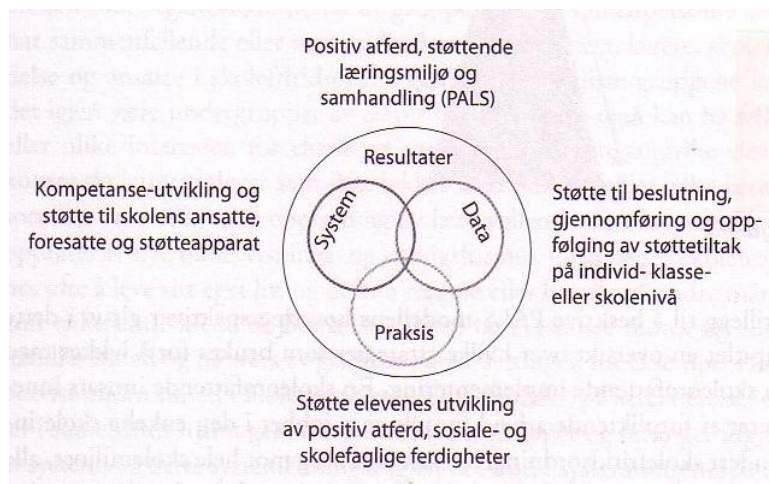 Positiv atferd, støttende
læringsmiljø og
samhandling (PALS)
Resultater
Kompetanse-utvikling og
støtte til skolens ansatte,
foresatte og støtteapparat
System
Data
Støtte til beslutning,
gjennomføring og opp-
følging av støttetiltak
på individ- klasse-
eller skolenivå
Praksis
Støtte elevenes utvikling
av positiv atferd, sosiale- og
skolefaglige ferdigheter